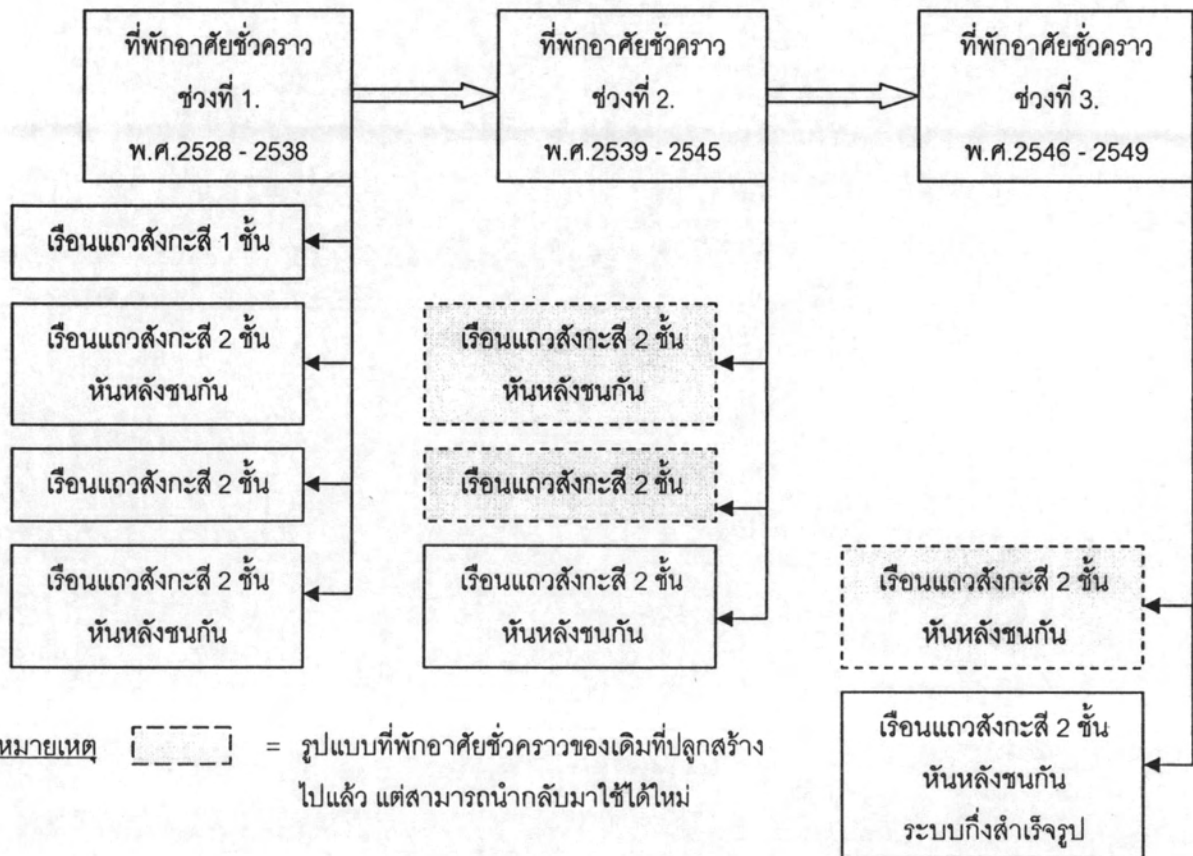 ที่พักอาศัยชั่วคราว
ช่วงที่ 1.
พ.ศ.2528 - 2538
ที่พักอาศัยชั่วคราว
ช่วงที่ 2.
พ.ศ.2539 - 2545
ที่พักอาศัยชั่วคราว
ช่วงที่ 3.
พ.ศ.2546 - 2549
เรือนแถวสังกะสี 1 ชั้น
เรือนแถวสังกะสี 2 ชั้น
หันหลังชนกัน
เรือนแถวสังกะสี 2 ชั้น
เรือนแถวสังกะสี 2 ชั้น
หันหลังชนกัน
เรือนแถวสังกะสี 2 ชั้น
หันหลังชนกัน
เรือนแถวสังกะสี 2 ชั้น
เรือนแถวสังกะสี 2 ชั้น
หันหลังชนกัน
เรือนแถวสังกะสี 2 ชั้น
หันหลังชนกัน
เรือนแถวสังกะสี 2 ชั้น
หันหลังชนกัน
ระบบกึ่งสำเร็จรูป
หมายเหตุ = รูปแบบที่พักอาศัยชั่วคราวของเดิมที่ปลูกสร้าง
ไปแล้ว แต่สามารถนำกลับมาใช้ได้ใหม่